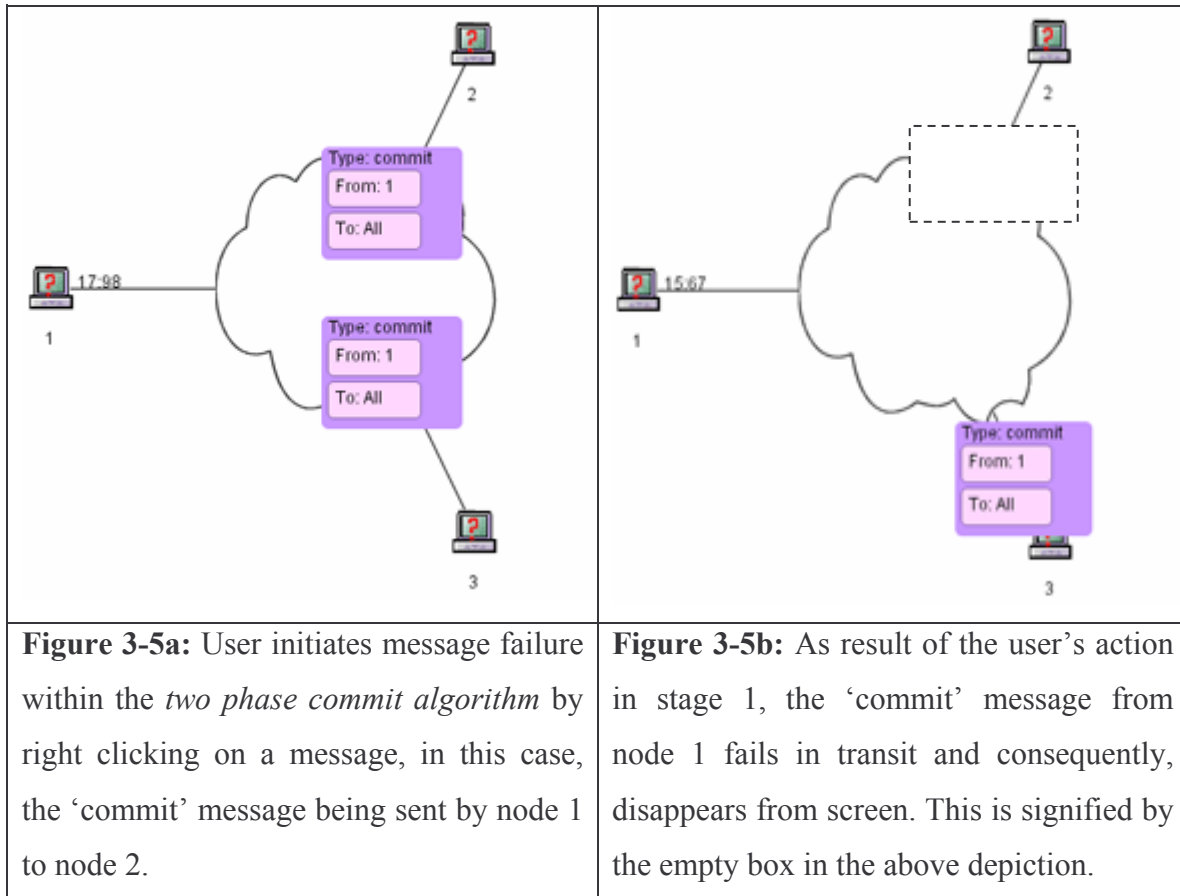 2
Type: commit
From: 1
To: All
17:98
1
Type: commit
From: 1
To: All
3
2
15:67
1
Type: commit
From: 1
To: All
3
Figure 3-5a: User initiates message failure
within the two phase commit algorithm by
right clicking on a message, in this case,
the ‘commit’ message being sent by node 1
to node 2.
Figure 3-5b: As result of the user’s action
in stage 1, the ‘commit’ message from
node 1 fails in transit and consequently,
disappears from screen. This is signified by
the empty box in the above depiction.